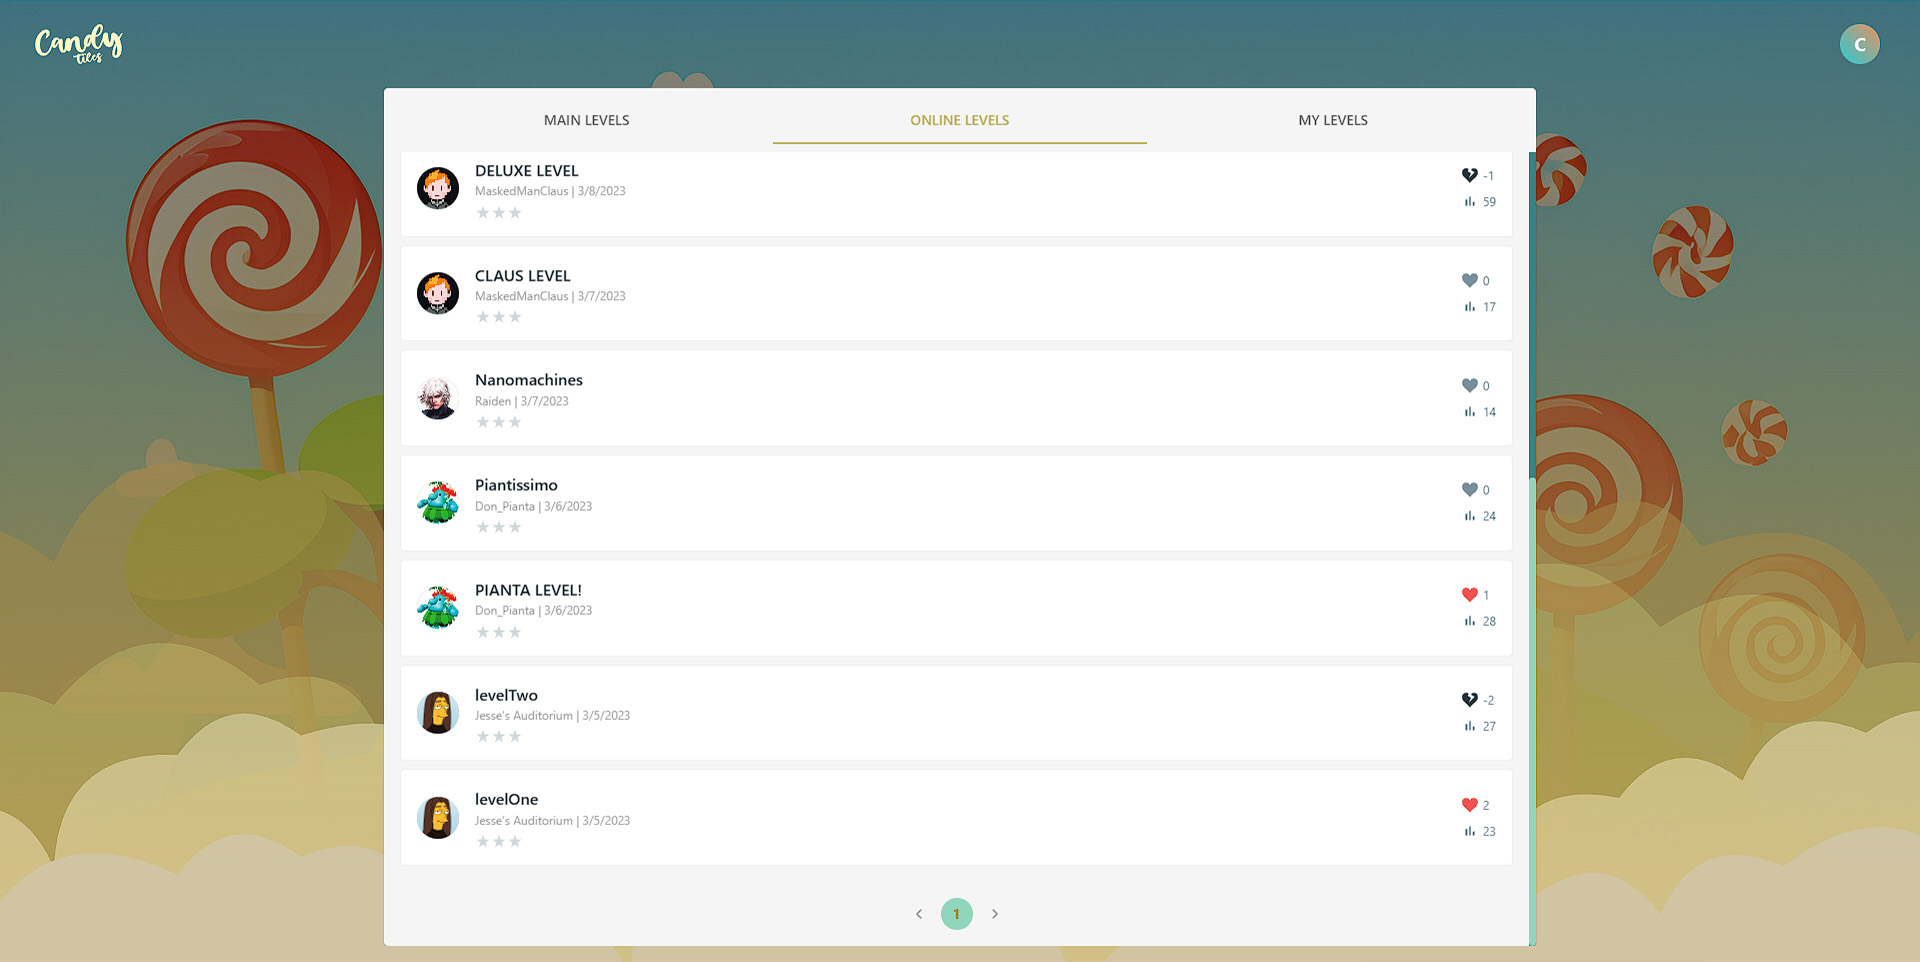 Candy
tiles
C
MAIN LEVELS
ONLINE LEVELS
MY LEVELS
DELUXE LEVEL
MaskedManClaus | 3/8/2023
-1
59
CLAUS LEVEL
MaskedManClaus | 3/7/2023
0
17
Nanomachines
Raiden | 3/7/2023
0
14
Piantissimo
Don_Pianta | 3/6/2023
0
24
PIANTA LEVEL!
Don_Pianta | 3/6/2023
1
28
levelTwo
Jesse's Auditorium | 3/5/2023
-2
27
levelOne
Jesse's Auditorium | 3/5/2023
2
23
1